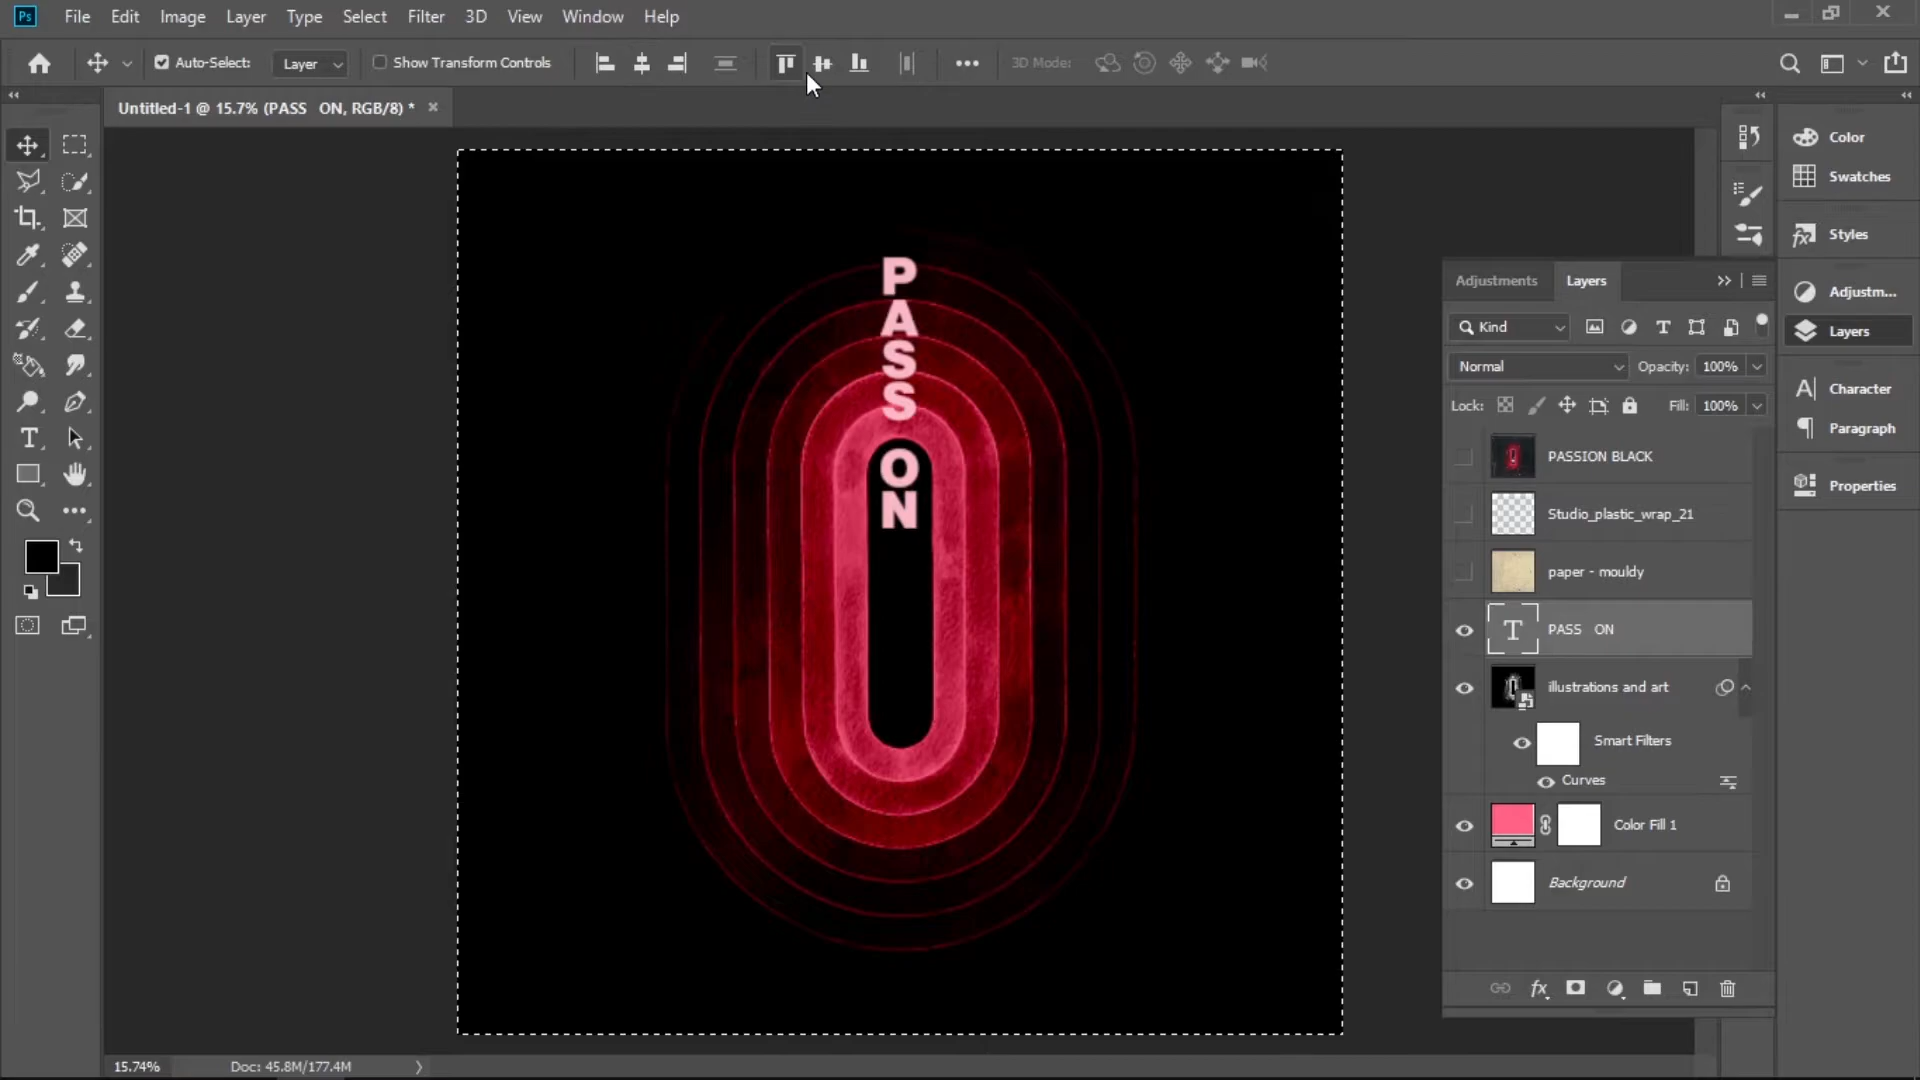 Ps File Edit Image Layer Type Select Filter 3D View Window Help
Auto-Select: Layer Show Transform Controls 3D Mode:
Untitled-1 @ 15.7% (PASS ON, RGB/8) *
P
A
S
S
O
N
Color
Swatches
Styles
Adjustm...
Layers
Character
Paragraph
Properties
Adjustments Layers
Kind
Normal Opacity: 100%
Lock: Fill: 100%
PASSION BLACK
Studio_plastic_wrap_21
paper - mouldy
PASS ON
illustrations and art
Smart Filters
Curves
Color Fill 1
Background
15.74% Doc: 45.8M/177.4M